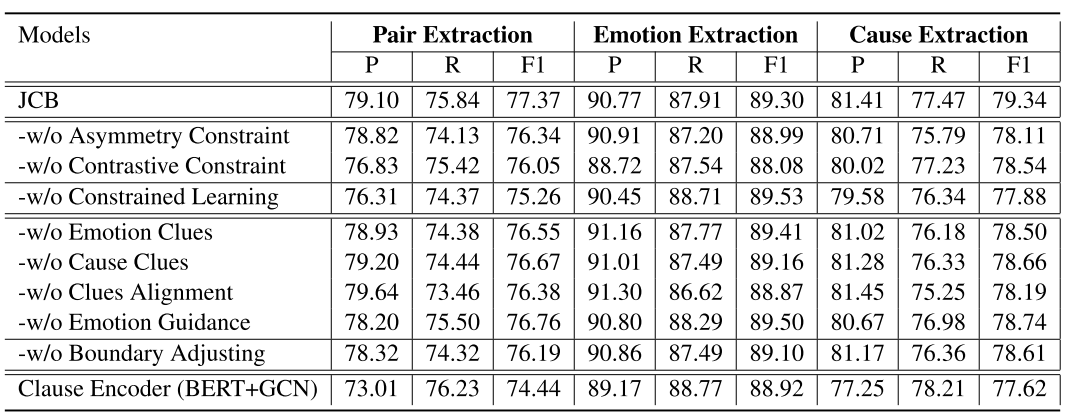 Models Pair Extraction Emotion Extraction Cause Extraction
P R F1 P R F1 P R F1
JCB 79.10 75.84 77.37 90.77 87.91 89.30 81.41 77.47 79.34
-w/o Asymmetry Constraint 78.82 74.13 76.34 90.91 87.20 88.99 80.71 75.79 78.11
-w/o Contrastive Constraint 76.83 75.42 76.05 88.72 87.54 88.08 80.02 77.23 78.54
-w/o Constrained Learning 76.31 74.37 75.26 90.45 88.71 89.53 79.58 76.34 77.88
-w/o Emotion Clues 78.93 74.38 76.55 91.16 87.77 89.41 81.02 76.18 78.50
-w/o Cause Clues 79.20 74.44 76.67 91.01 87.49 89.16 81.28 76.33 78.66
-w/o Clues Alignment 79.64 73.46 76.38 91.30 86.62 88.87 81.45 75.25 78.19
-w/o Emotion Guidance 78.20 75.50 76.76 90.80 88.29 89.50 80.67 76.98 78.74
-w/o Boundary Adjusting 78.32 74.32 76.19 90.86 87.49 89.10 81.17 76.36 78.61
Clause Encoder (BERT+GCN) 73.01 76.23 74.44 89.17 88.77 88.92 77.25 78.21 77.62